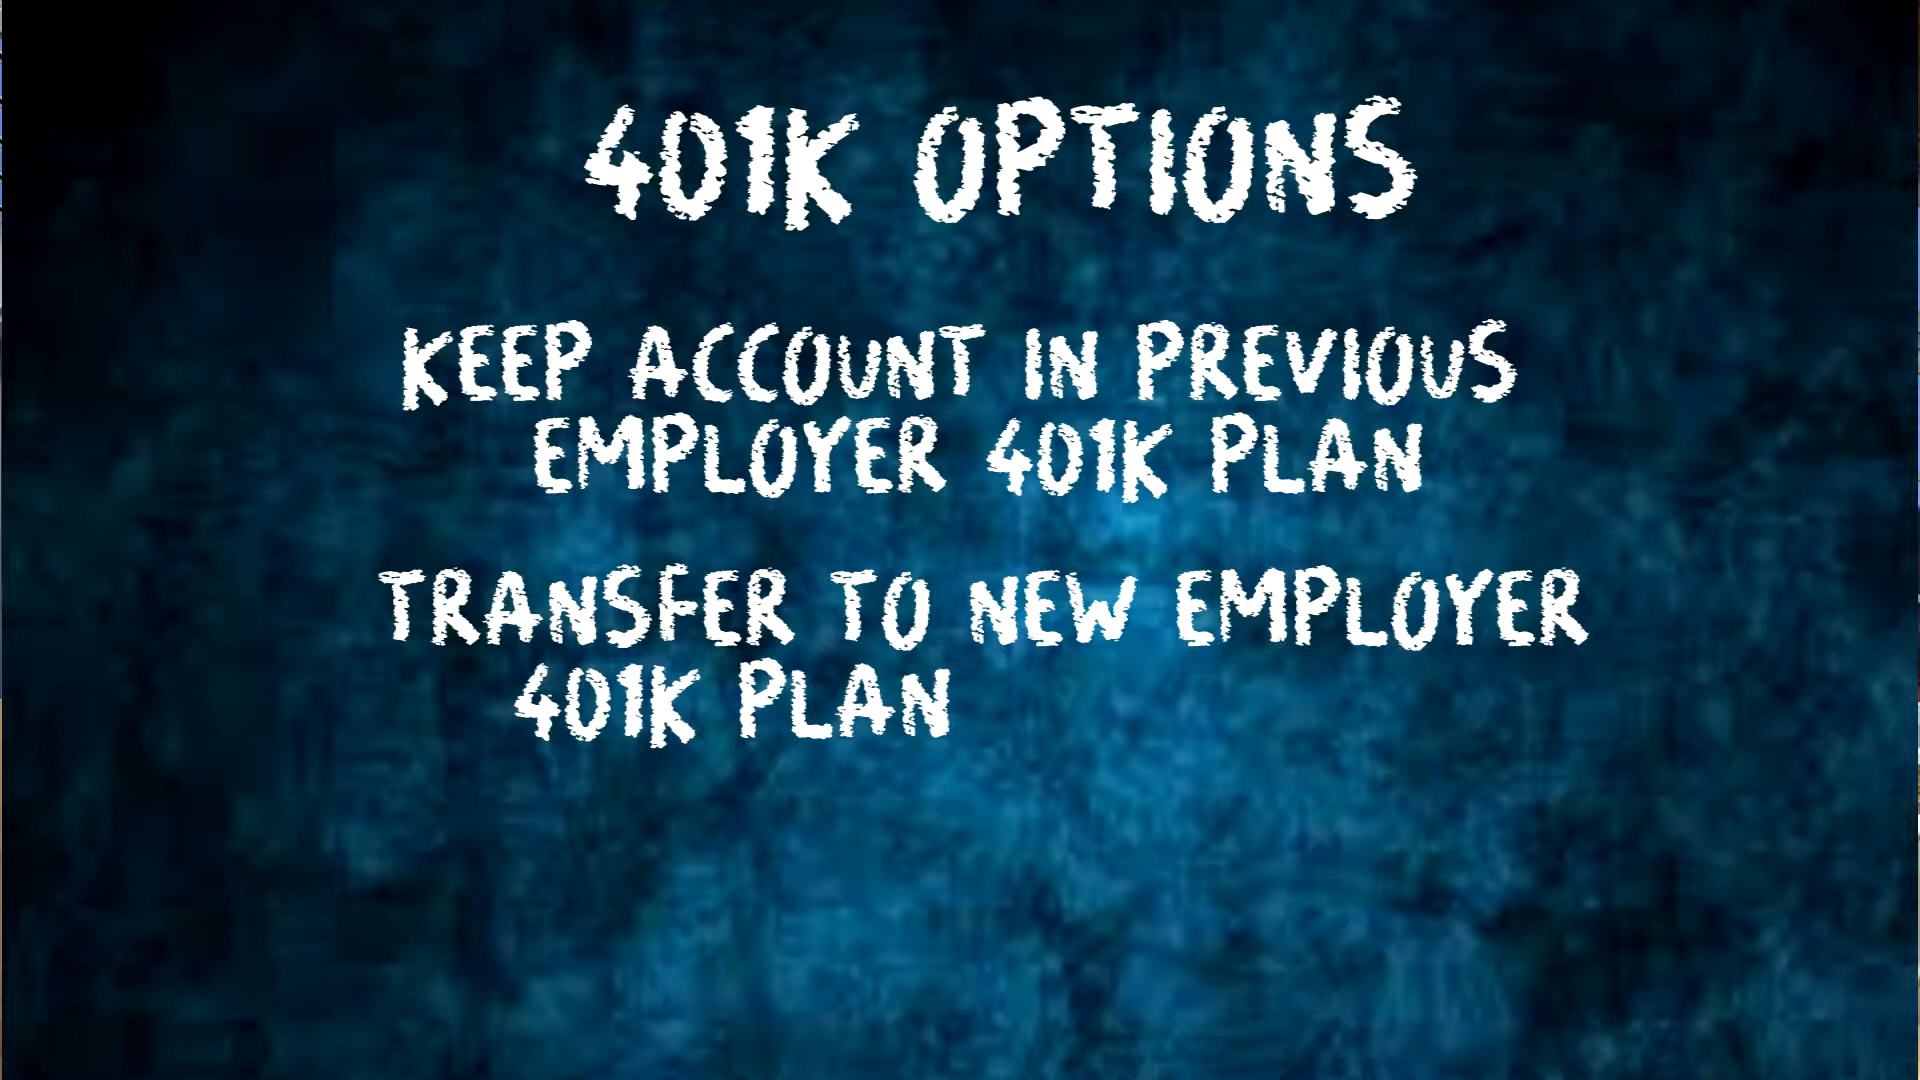 401K OPTIONS
KEEP ACCOUNT IN PREVIOUS
EMPLOYER 401K PLAN
TRANSFER TO NEW EMPLOYER
401K PLAN